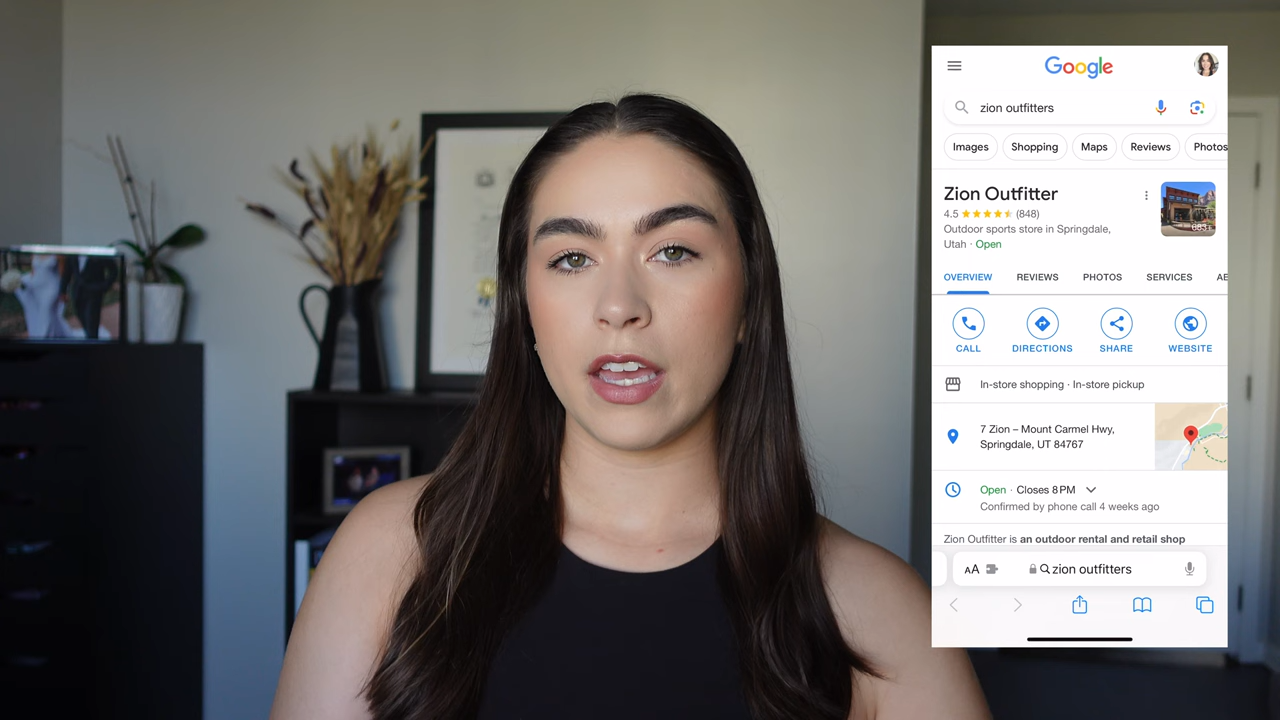 Google
zion outfitters
Images
Shopping
Maps
Reviews
Photos
Zion Outfitter
4.5 (848)
Outdoor sports store in Springdale,
Utah · Open
OVERVIEW
REVIEWS
PHOTOS
SERVICES
CALL
DIRECTIONS
SHARE
WEBSITE
In-store shopping · In-store pickup
7 Zion – Mount Carmel Hwy,
Springdale, UT 84767
Open · Closes 8 PM
Confirmed by phone call 4 weeks ago
Zion Outfitter is an outdoor rental and retail shop
AA
zion outfitters